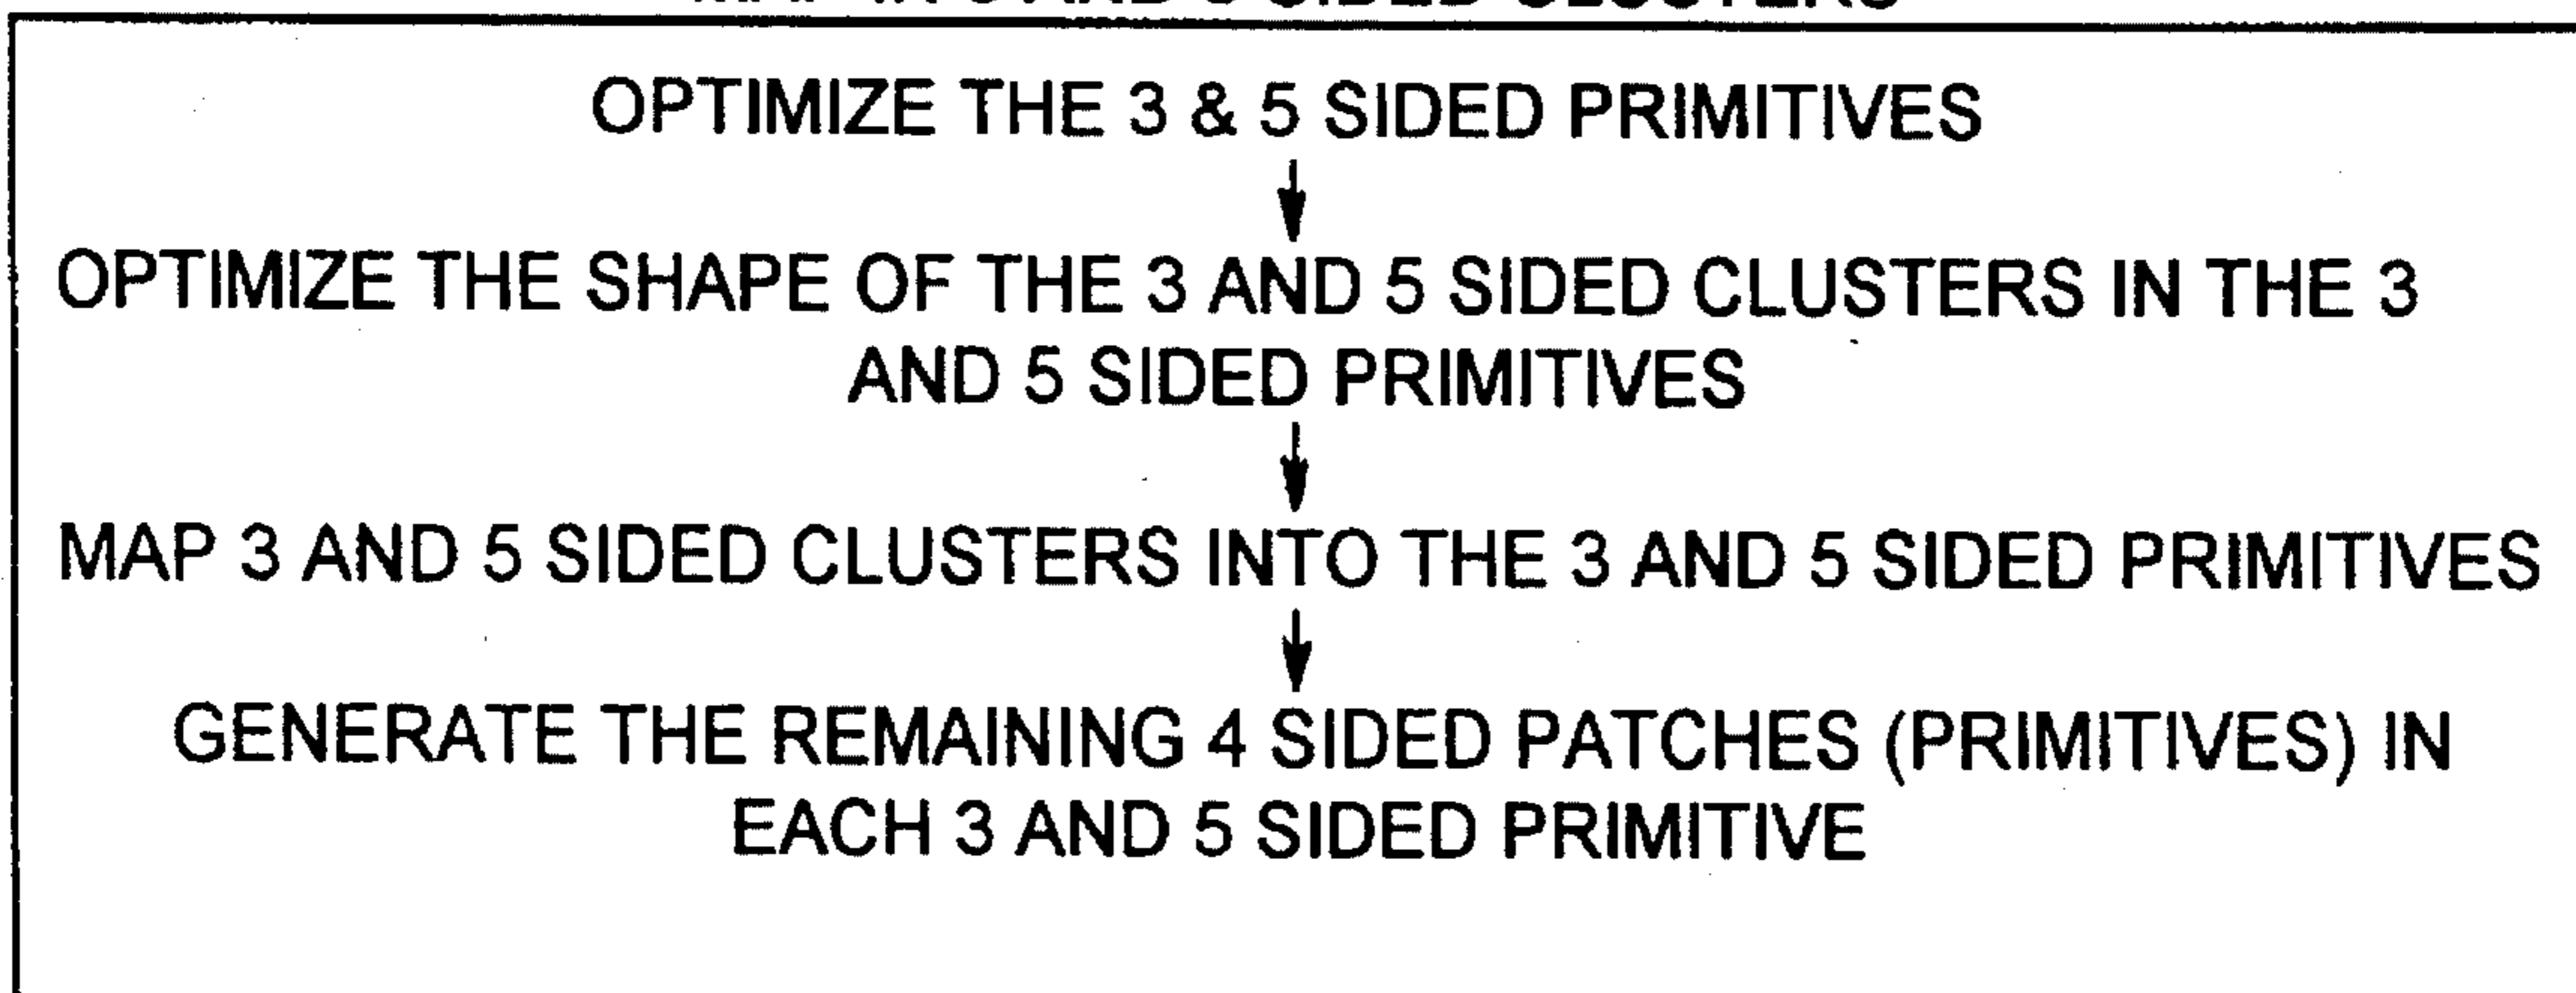 OPTIMIZE THE 3 & 5 SIDED PRIMITIVES
OPTIMIZE THE SHAPE OF THE 3 AND 5 SIDED CLUSTERS IN THE 3
AND 5 SIDED PRIMITIVES
MAP 3 AND 5 SIDED CLUSTERS INTO THE 3 AND 5 SIDED PRIMITIVES
GENERATE THE REMAINING 4 SIDED PATCHES (PRIMITIVES) IN
EACH 3 AND 5 SIDED PRIMITIVE